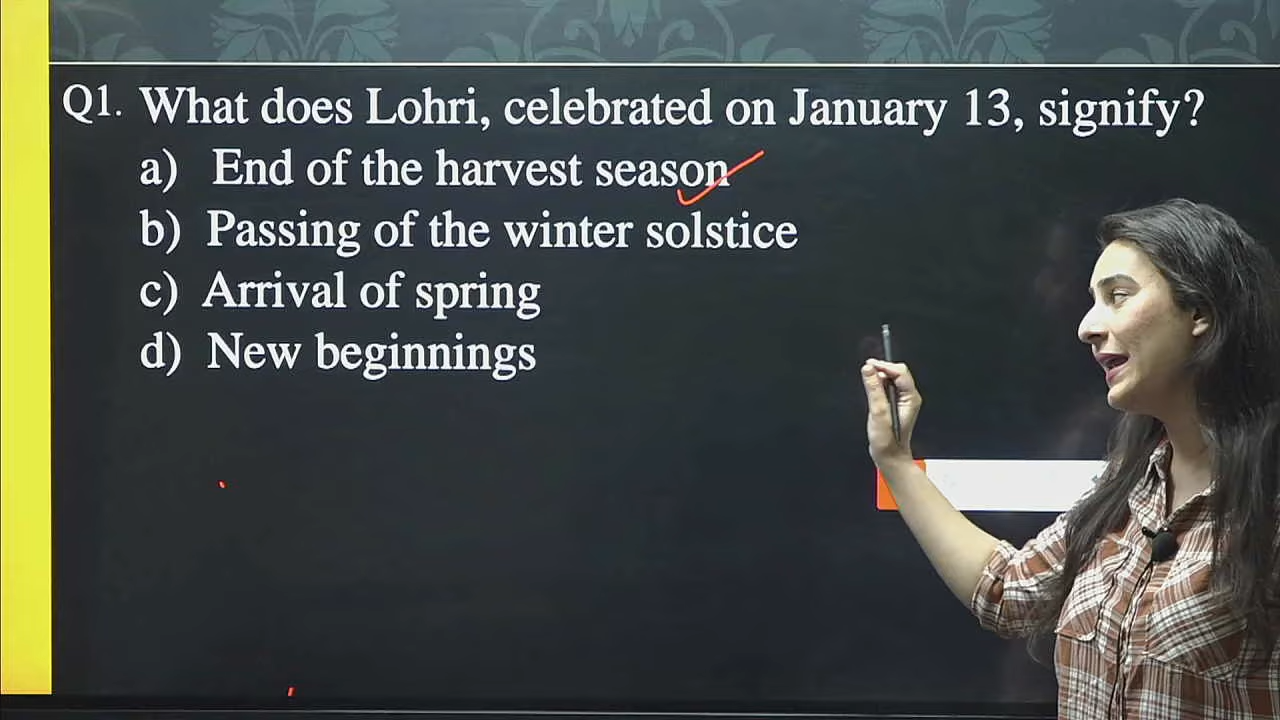 Q1. What does Lohri, celebrated on January 13, signify?
a) End of the harvest season
b) Passing of the winter solstice
c) Arrival of spring
d) New beginnings